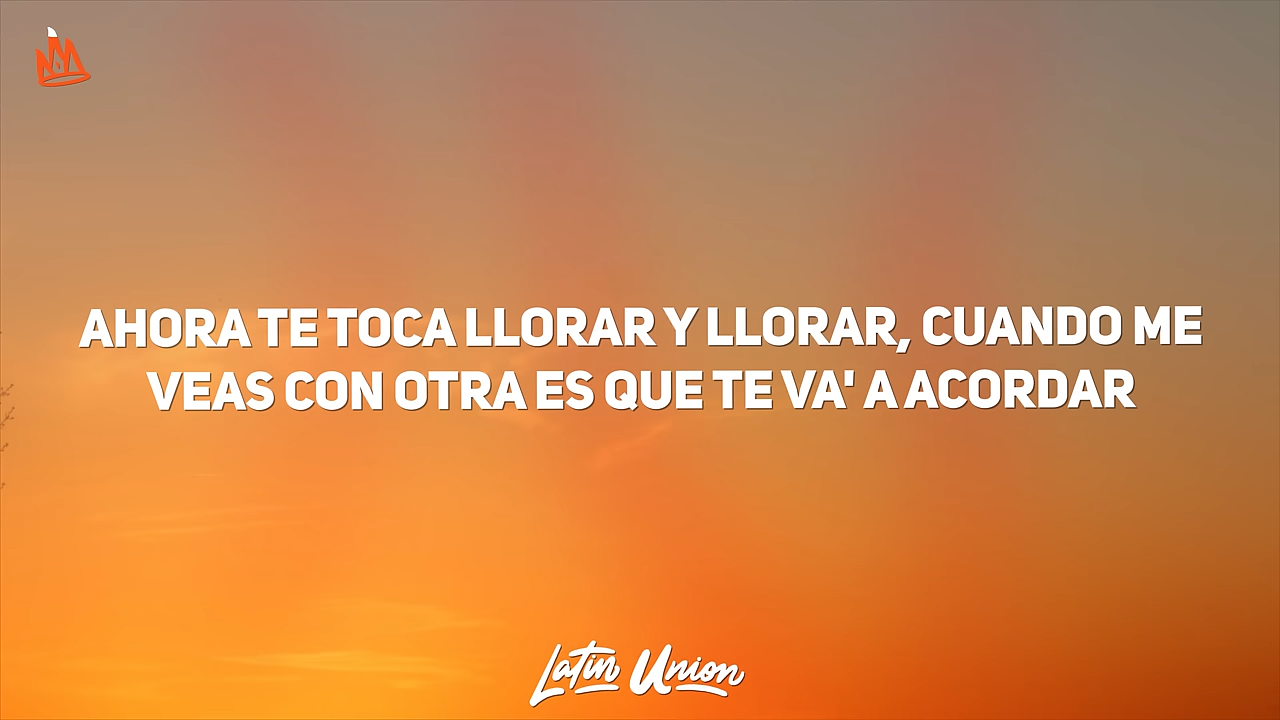 AHORA TE TOCA LLORAR Y LLORAR, CUANDO ME
VEAS CON OTRA ES QUE TE VA' A ACORDAR
Latin Union